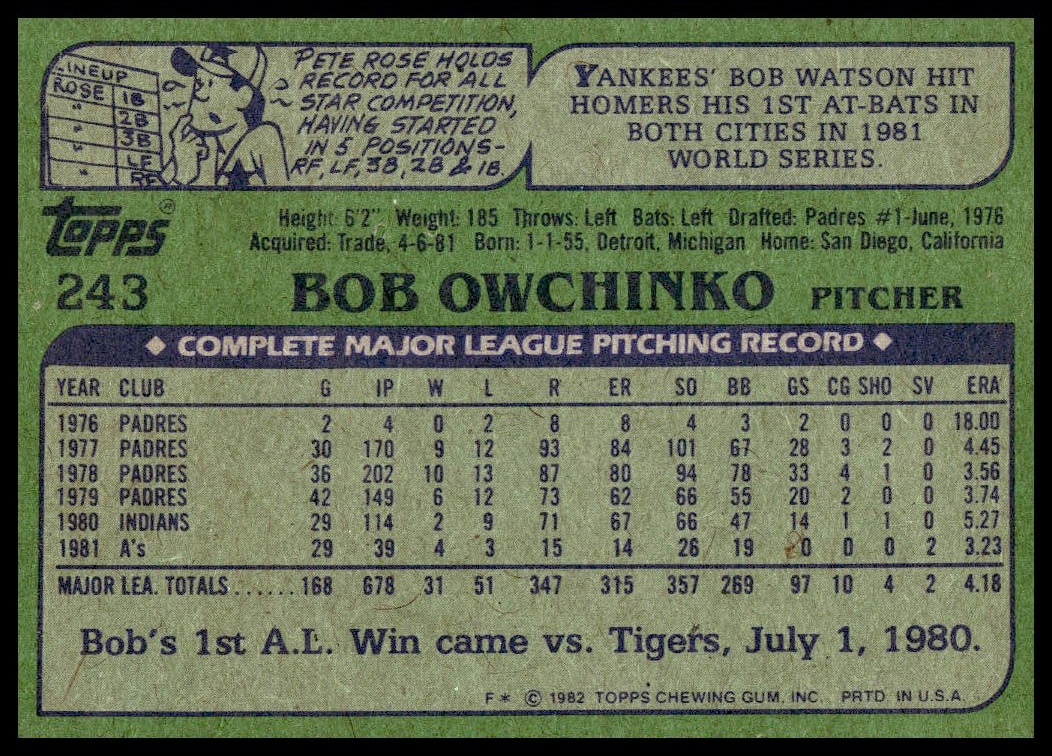 LINEUP
ROSE 1B
" 2B
" 3B
" LF
" RF
PETE ROSE HOLDS
RECORD FOR ALL
STAR COMPETITION,
HAVING STARTED
IN 5 POSITIONS-
RF, LF, 3B, 2B & 1B.
YANKEES' BOB WATSON HIT
HOMERS HIS 1ST AT-BATS IN
BOTH CITIES IN 1981
WORLD SERIES.
TOPPS®
Height: 6'2" Weight: 185 Throws: Left Bats: Left Drafted: Padres #1-June, 1976
Acquired: Trade, 4-6-81 Born: 1-1-55, Detroit, Michigan Home: San Diego, California
243 BOB OWCHINKO PITCHER
◆ COMPLETE MAJOR LEAGUE PITCHING RECORD ◆
YEAR CLUB G IP W L R ER SO BB GS CG SHO SV ERA
1976 PADRES 2 4 0 2 8 8 4 3 2 0 0 0 18.00
1977 PADRES 30 170 9 12 93 84 101 67 28 3 2 0 4.45
1978 PADRES 36 202 10 13 87 80 94 78 33 4 1 0 3.56
1979 PADRES 42 149 6 12 73 62 66 55 20 2 0 0 3.74
1980 INDIANS 29 114 2 9 71 67 66 47 14 1 1 0 5.27
1981 A's 29 39 4 3 15 14 26 19 0 0 0 2 3.23
MAJOR LEA. TOTALS...... 168 678 31 51 347 315 357 269 97 10 4 2 4.18
Bob's 1st A.L. Win came vs. Tigers, July 1, 1980.
F* © 1982 TOPPS CHEWING GUM, INC. PRTD. IN U.S.A.